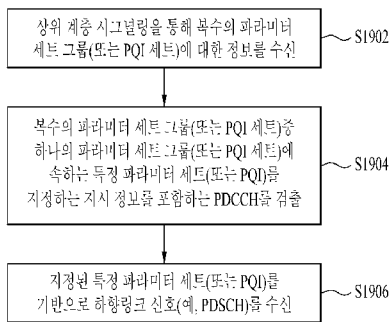 상위 계층 시그널링을 통해 복수의 파라미터
세트 그룹(또는 PQI 세트)에 대한 정보를 수신
S1902
복수의 파라미터 세트 그룹(또는 PQI 세트)중
하나의 파라미터 세트 그룹(또는 PQI 세트)에
속하는 특정 파라미터 세트(또는 PQI)를
지정하는 지시 정보를 포함하는 PDCCH를 검출
S1904
지정된 특정 파라미터 세트(또는 PQI)를
기반으로 하향링크 신호(예, PDSCH)를 수신
S1906